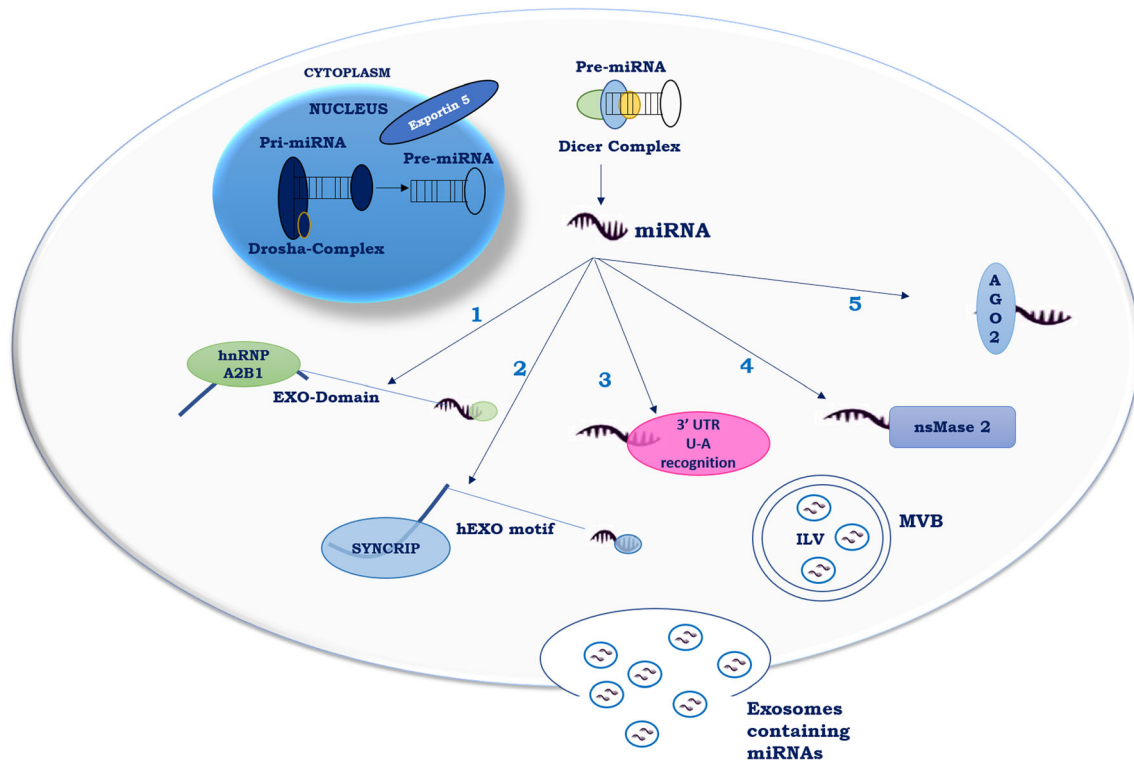 CYTOPLASM
NUCLEUS
Exportin 5
Pri-miRNA
Pre-miRNA
Drosha-Complex
Pre-miRNA
Dicer Complex
miRNA
1
2
3
4
5
hnRNP
A2B1
EXO-Domain
SYNCRIP
hEXO motif
3’ UTR
U-A
recognition
nsMase 2
A
G
O
2
MVB
ILV
Exosomes
containing
miRNAs